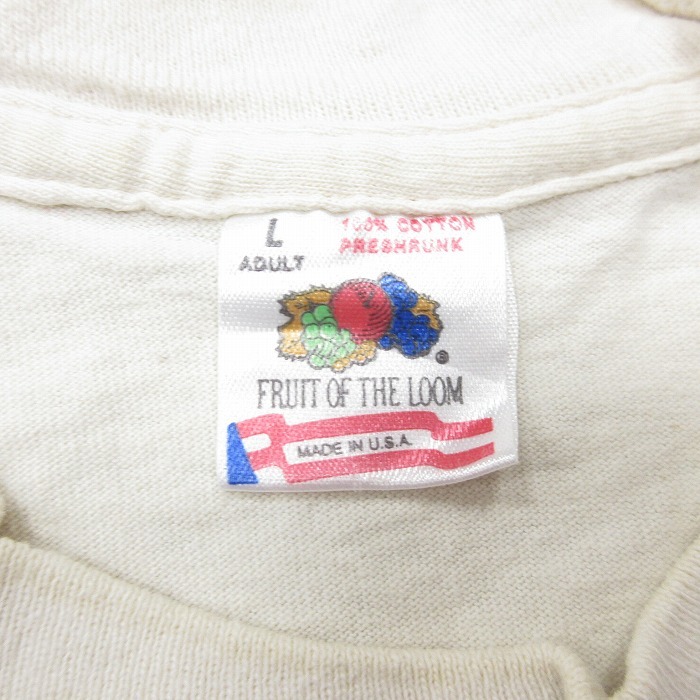 L
ADULT
100% COTTON
PRESHRUNK
®
FRUIT OF THE LOOM
MADE IN U.S.A.